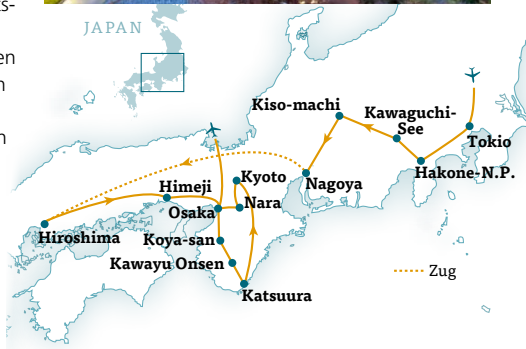 s-
en
n
n
JAPAN
Kiso-machi
Kawaguchi-
See
Tokio
Hakone-N.P.
Nagoya
Kyoto
Himeji
Osaka
Nara
Hiroshima
Koya-san
Kawayu Onsen
Katsuura
Zug